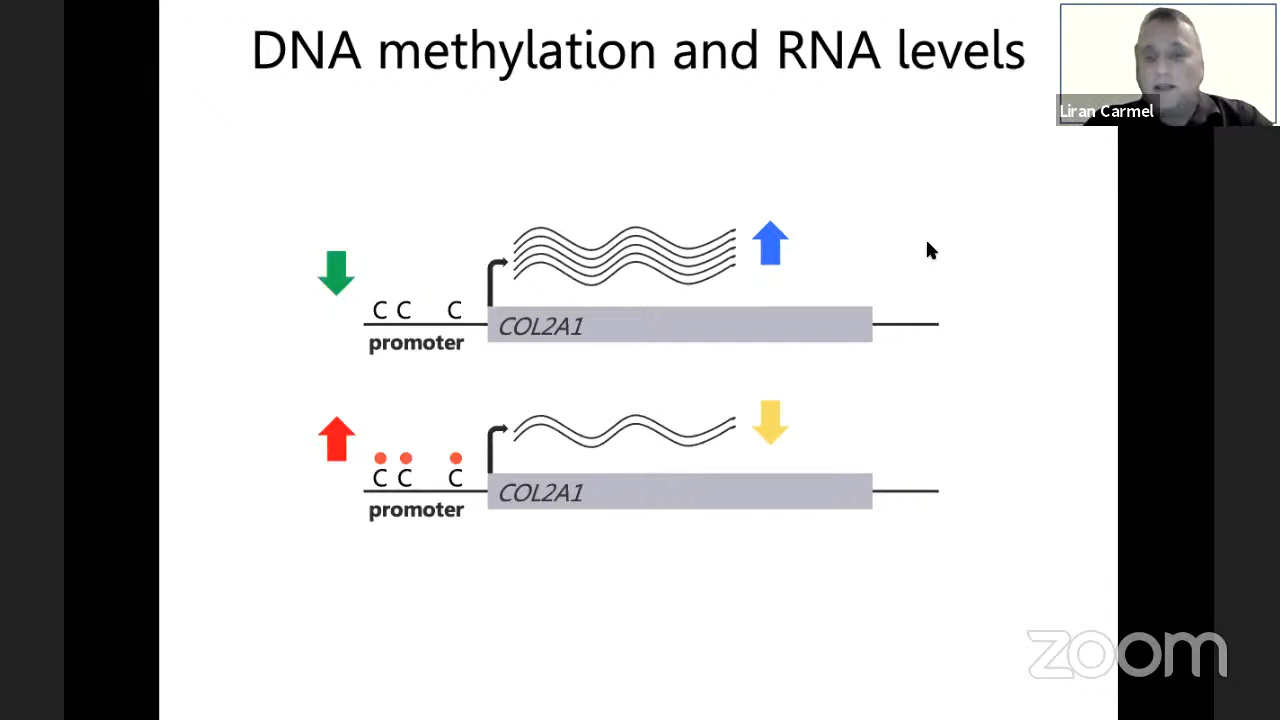 DNA methylation and RNA levels
Liran Carmel
C C C
promoter
COL2A1
C C C
promoter
COL2A1
zoom